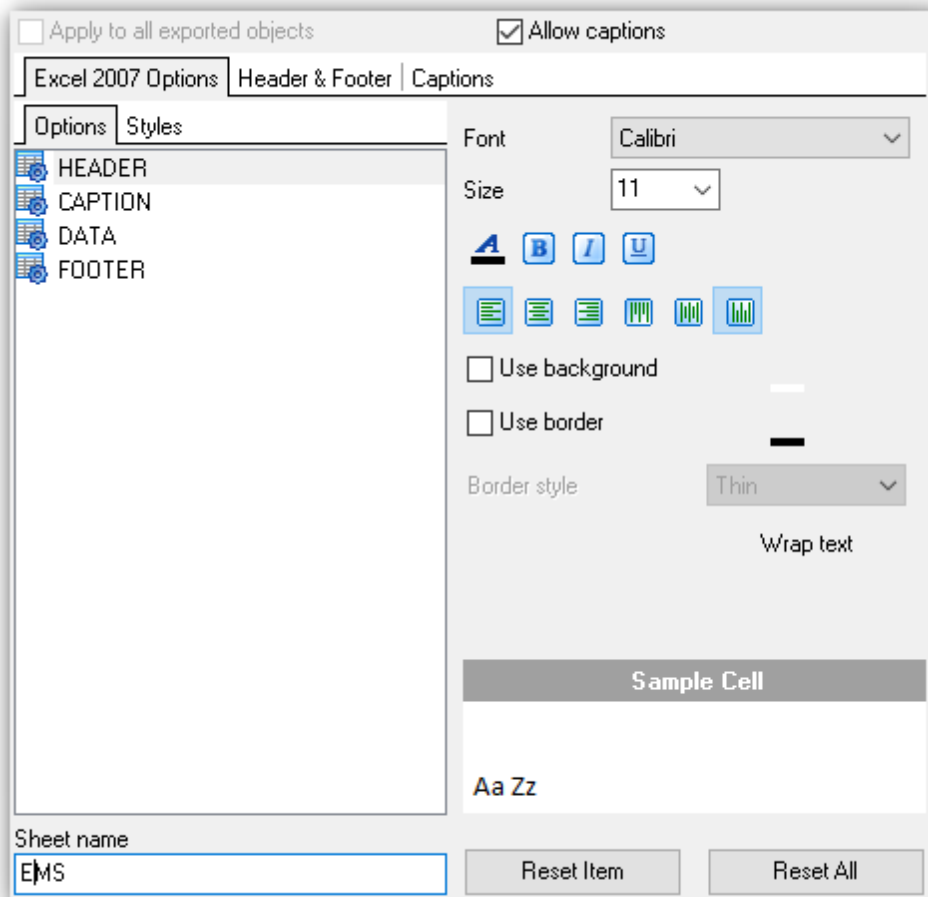 Apply to all exported objects
Allow captions
Excel 2007 Options
Header & Footer
Captions
Options
Styles
HEADER
CAPTION
DATA
FOOTER
Font
Calibri
Size
11
A
B
I
U
Use background
Use border
Border style
Thin
Wrap text
Sample Cell
Aa Zz
Sheet name
EMS
Reset Item
Reset All